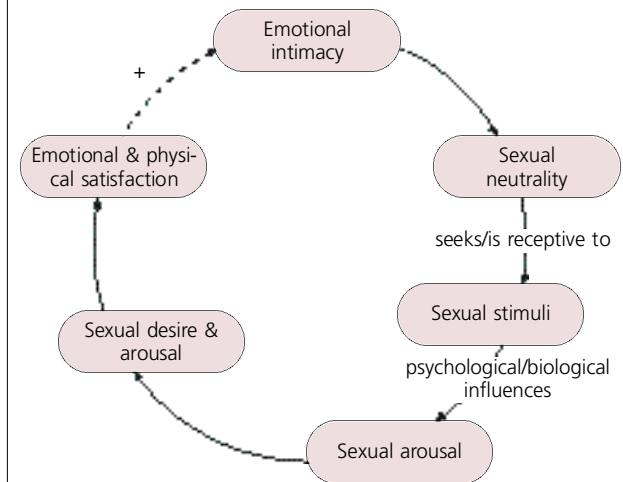 Emotional
intimacy
+
Emotional & physi-
cal satisfaction
Sexual
neutrality
seeks/is receptive to
Sexual stimuli
Sexual desire &
arousal
psychological/biological
influences
Sexual arousal